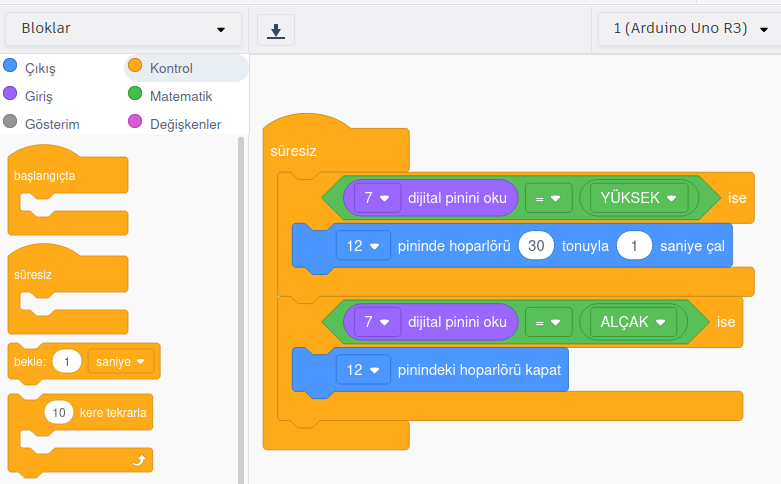 Bloklar
1 (Arduino Uno R3)
Çıkış
Kontrol
Giriş
Matematik
Gösterim
Değişkenler
başlangıçta
süresiz
bekle: 1 saniye
10 kere tekrarla
süresiz
7 dijital pinini oku = YÜKSEK ise
12 pininde hoparlörü 30 tonuyla 1 saniye çal
7 dijital pinini oku = ALÇAK ise
12 pinindeki hoparlörü kapat